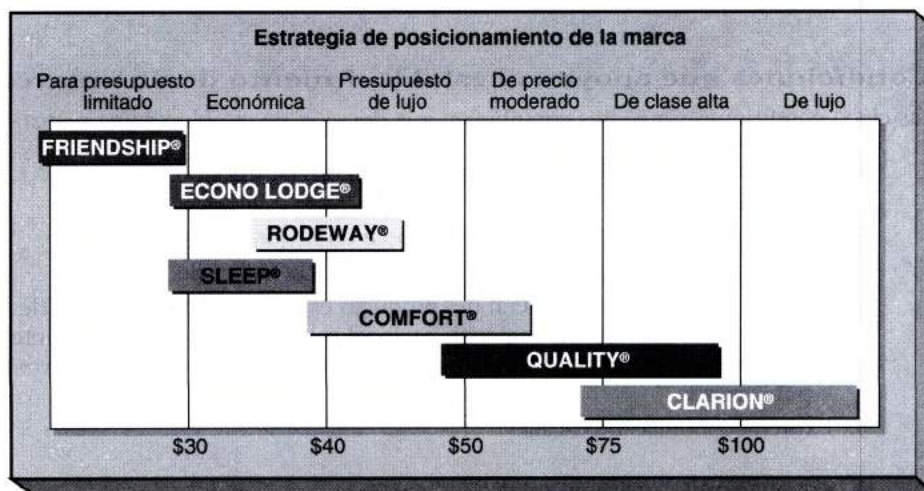 Estrategia de posicionamiento de la marca
Para presupuesto
limitado
Económica
Presupuesto
de lujo
De precio
moderado
De clase alta
De lujo
FRIENDSHIP®
ECONO LODGE®
RODEWAY®
SLEEP®
COMFORT®
QUALITY®
CLARION®
$30
$40
$50
$75
$100